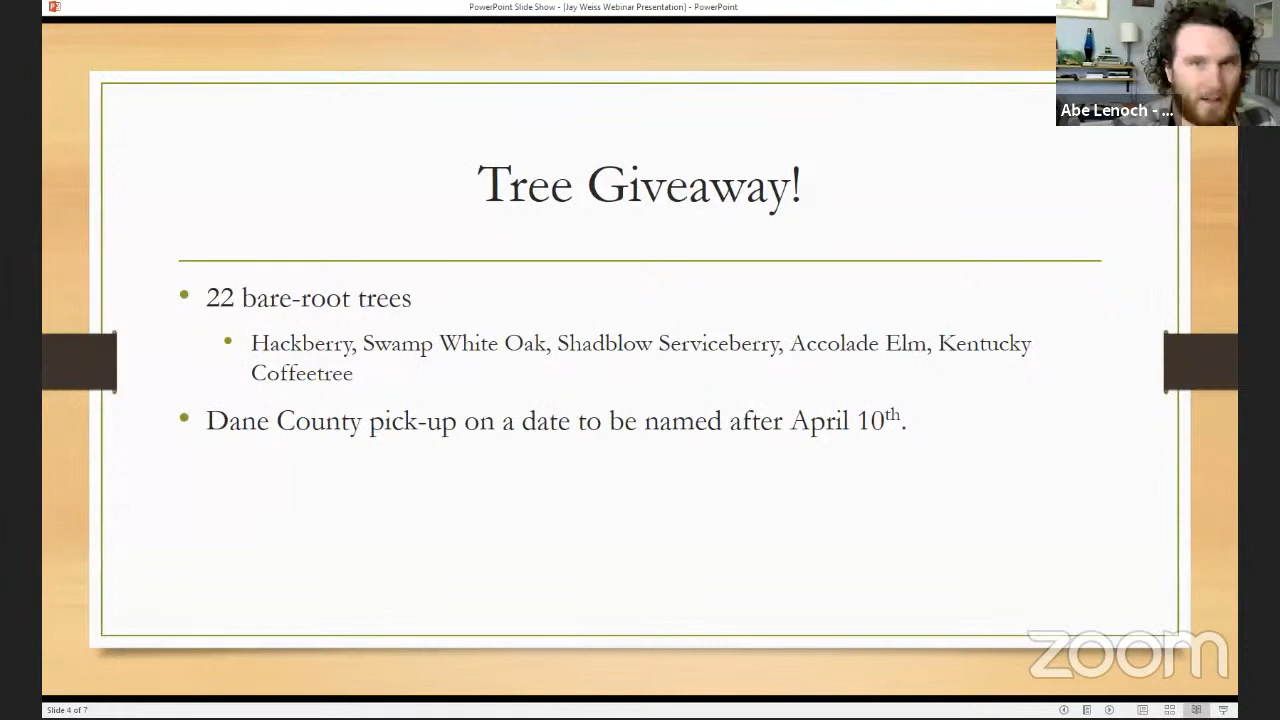 PowerPoint Slide Show - [Jay Weiss Webinar Presentation] - PowerPoint
Abe Lenoch - ...
Tree Giveaway!
22 bare-root trees
Hackberry, Swamp White Oak, Shadblow Serviceberry, Accolade Elm, Kentucky
Coffeetree
Dane County pick-up on a date to be named after April 10th.
zoom
Slide 4 of 7